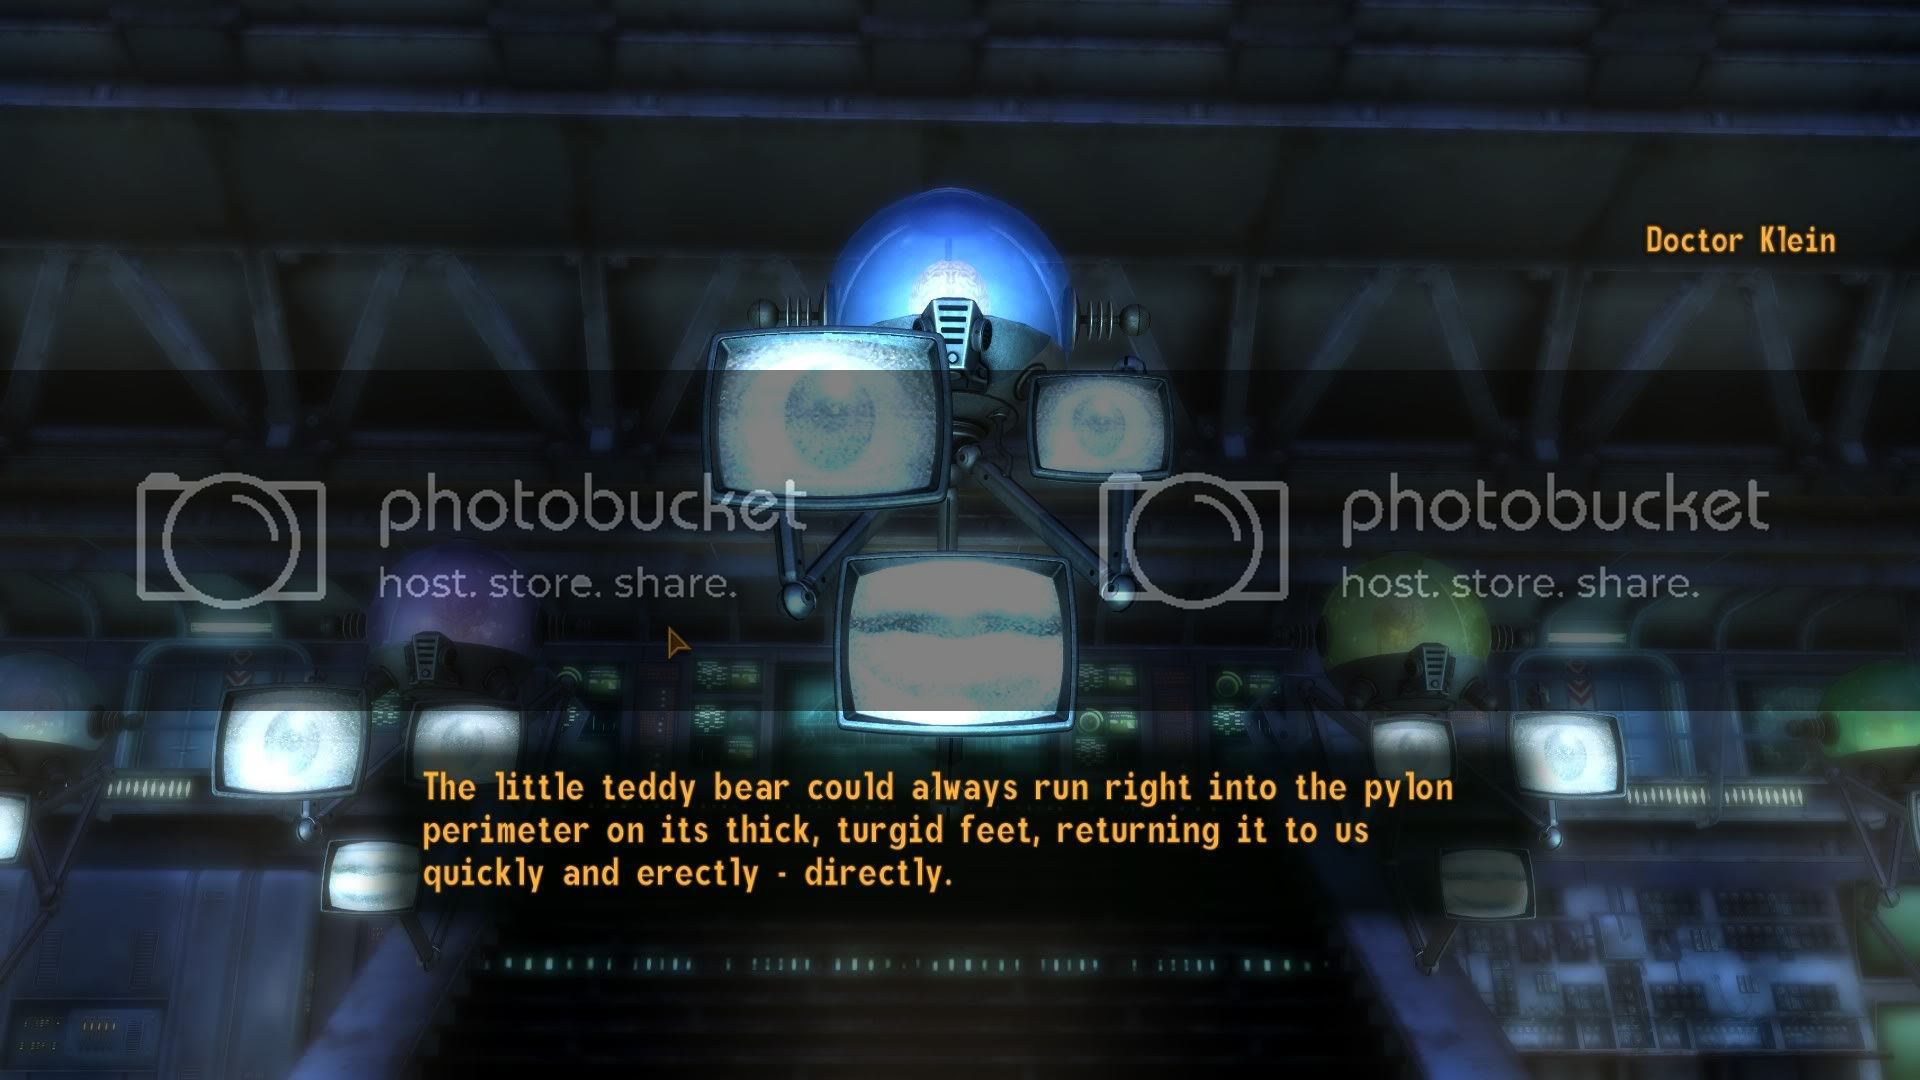 Doctor Klein
photobucket
host. store. share.
photobucket
host. store. share.
The little teddy bear could always run right into the pylon
perimeter on its thick, turgid feet, returning it to us
quickly and erectly - directly.